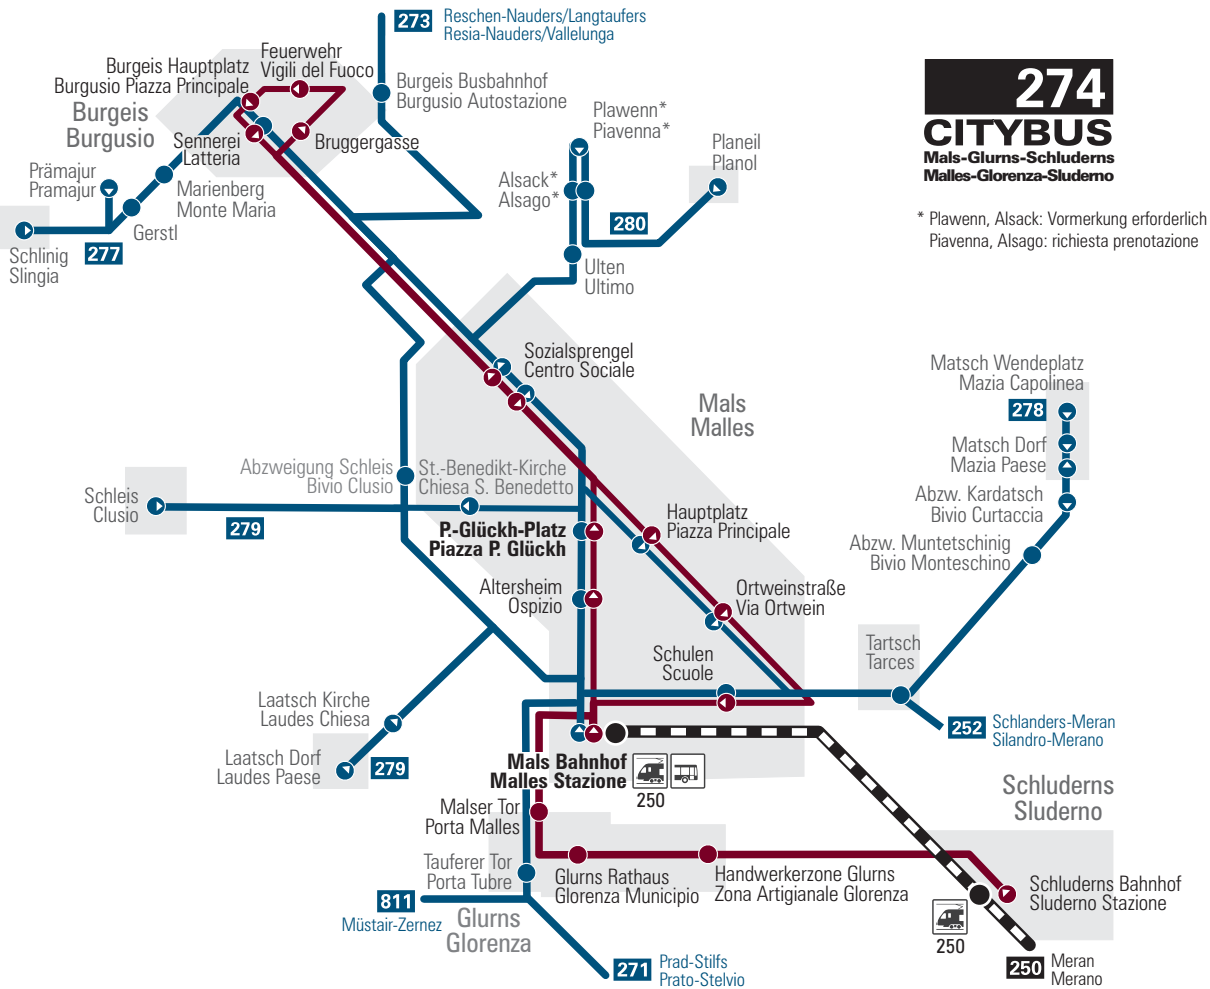 273
Reschen-Nauders/Langtaufers
Resia-Nauders/Vallelunga
Feuerwehr
Vigili del Fuoco
Burgeis Hauptplatz
Burgusio Piazza Principale
Burgeis
Burgusio
Burgeis Busbahnhof
Burgusio Autostazione
Sennerei
Latteria
Bruggergasse
Prämajur
Pramajur
Marienberg
Monte Maria
Gerstl
Schlinig
Slingia
277
Plawenn*
Piavenna*
Planeil
Planol
Alsack*
Alsago*
280
Ulten
Ultimo
274
CITYBUS
Mals-Glurns-Schluderns
Malles-Glorenza-Sluderno
* Plawenn, Alsack: Vormerkung erforderlich
Piavenna, Alsago: richiesta prenotazione
Sozialsprengel
Centro Sociale
Mals
Malles
Matsch Wendeplatz
Mazia Capolinea
278
Matsch Dorf
Mazia Paese
Abzw. Kardatsch
Bivio Curtaccia
Abzw. Muntetschinig
Bivio Monteschino
Abzweigung Schleis
Bivio Clusio
St.-Benedikt-Kirche
Chiesa S. Benedetto
Schleis
Clusio
279
P.-Glückh-Platz
Piazza P. Glückh
Hauptplatz
Piazza Principale
Altersheim
Ospizio
Ortweinstraße
Via Ortwein
Schulen
Scuole
Tartsch
Tarces
252
Schlanders-Meran
Silandro-Merano
Laatsch Kirche
Laudes Chiesa
Laatsch Dorf
Laudes Paese
279
Mals Bahnhof
Malles Stazione
250
Malser Tor
Porta Malles
Schluderns
Sluderno
Tauferer Tor
Porta Tubre
Glurns Rathaus
Glorenza Municipio
Handwerkerzone Glurns
Zona Artigianale Glorenza
Schluderns Bahnhof
Sluderno Stazione
811
Müstair-Zernez
Glurns
Glorenza
250
271
Prad-Stilfs
Prato-Stelvio
250
Meran
Merano